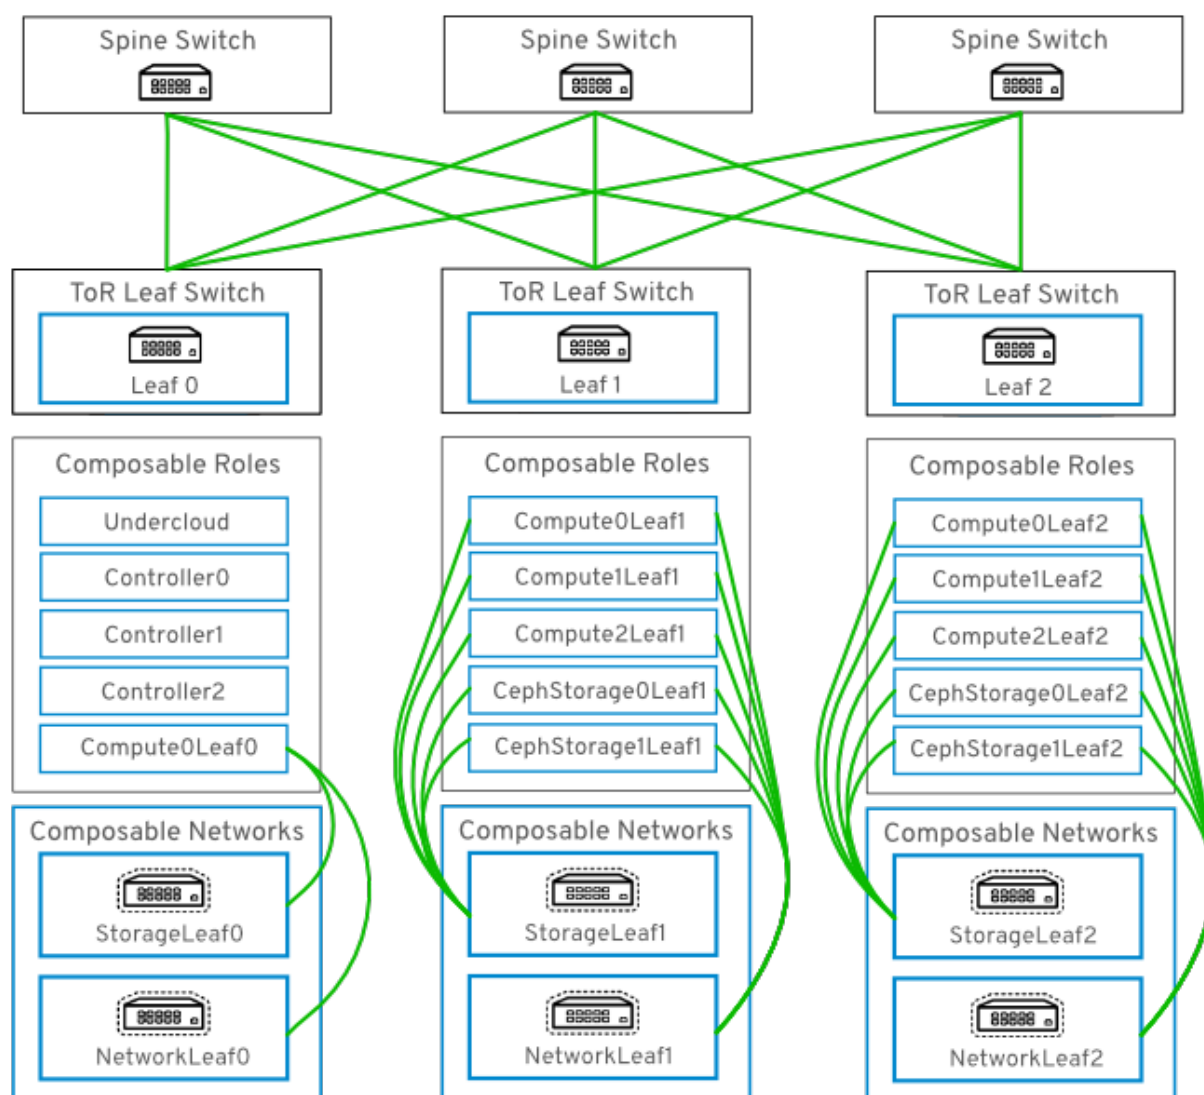 Spine Switch
Spine Switch
Spine Switch
ToR Leaf Switch
Leaf 0
ToR Leaf Switch
Leaf 1
ToR Leaf Switch
Leaf 2
Composable Roles
Undercloud
Controller0
Controller1
Controller2
Compute0Leaf0
Composable Networks
StorageLeaf0
NetworkLeaf0
Composable Roles
Compute0Leaf1
Compute1Leaf1
Compute2Leaf1
CephStorage0Leaf1
CephStorage1Leaf1
Composable Networks
StorageLeaf1
NetworkLeaf1
Composable Roles
Compute0Leaf2
Compute1Leaf2
Compute2Leaf2
CephStorage0Leaf2
CephStorage1Leaf2
Composable Networks
StorageLeaf2
NetworkLeaf2